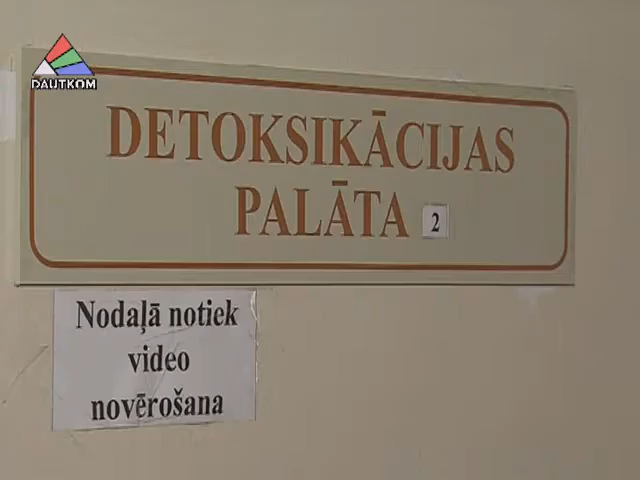 DAUTKOM
DETOKSIKĀCIJAS
PALĀTA 2
Nodaļā notiek
video
novērošana